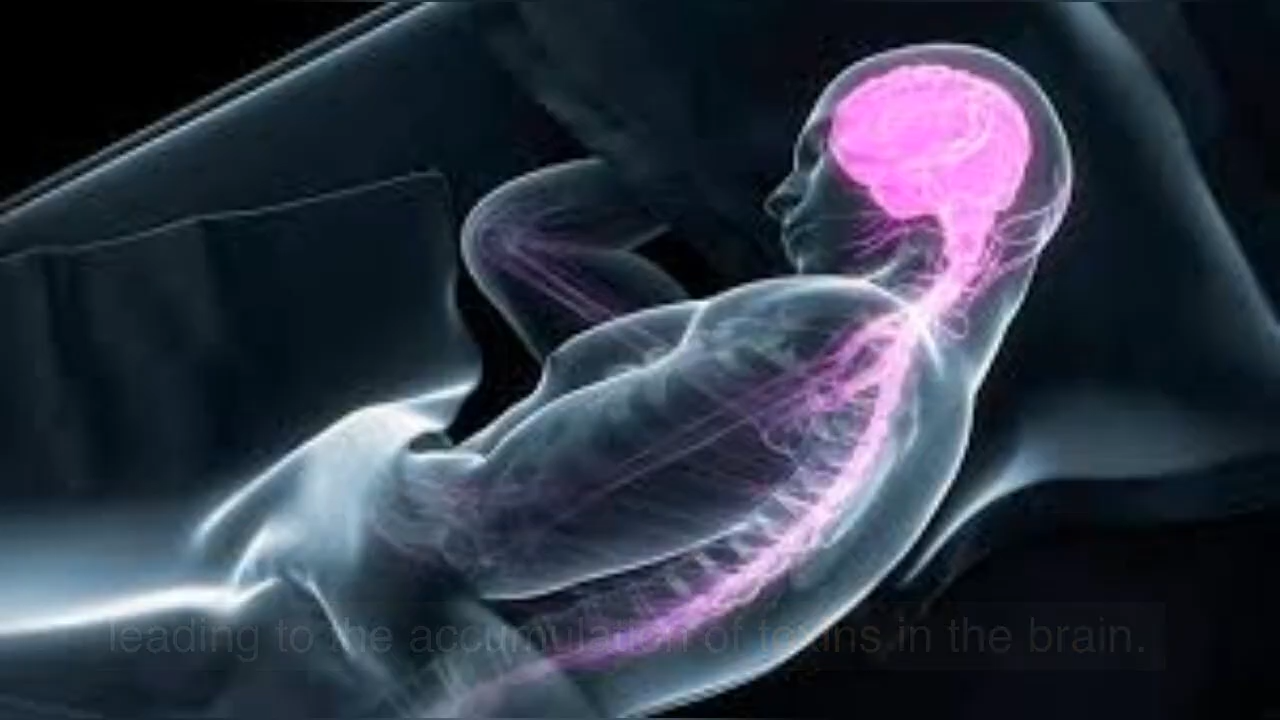 leading to the accumulation of toxins in the brain.